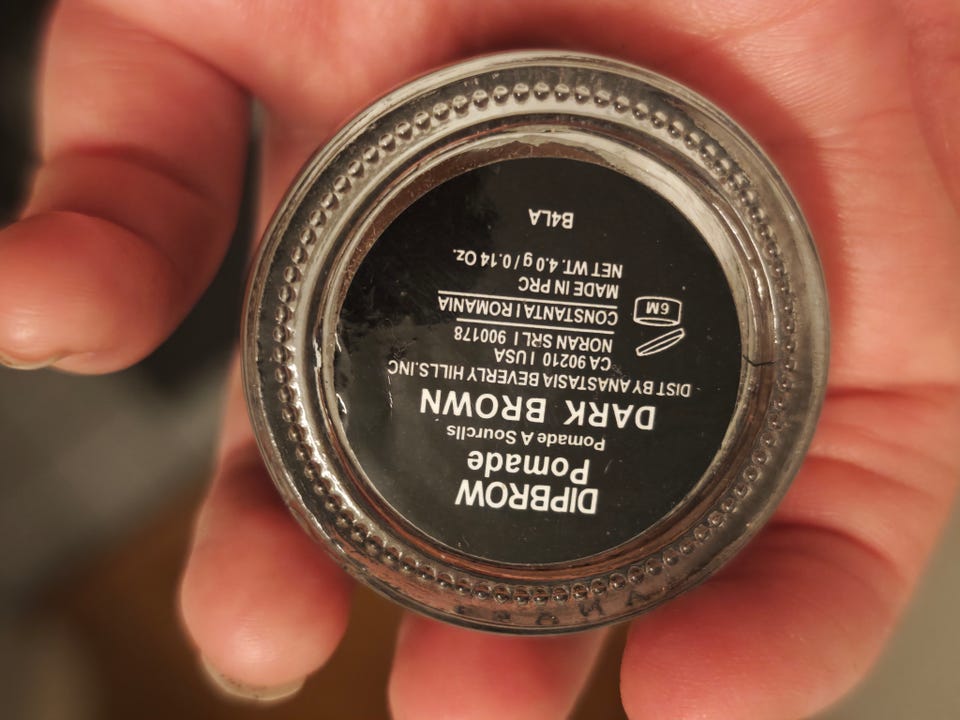 DIPBROW
Pomade
Pomade A Sourclls
DARK BROWN
DIST BY ANASTASIA BEVERLY HILLS.INC
CA 90210 I USA
NORAN SRL I 900178
CONSTANTA I ROMANIA
MADE IN PRC
NET WT. 4.0 g / 0.14 Oz.
6M
B4LA